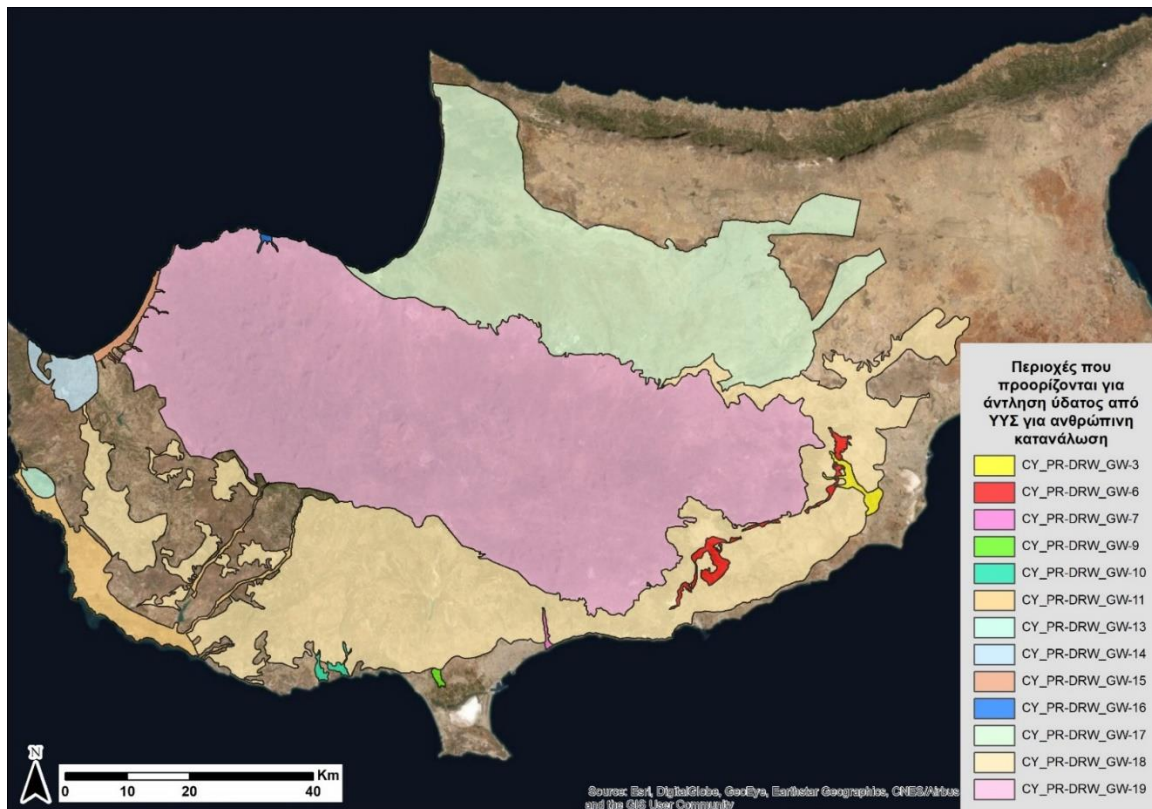 Περιοχές που
προορίζονται για
άντληση ύδατος από
ΥΥΣ για ανθρώπινη
κατανάλωση
CY_PR-DRW_GW-3
CY_PR-DRW_GW-6
CY_PR-DRW_GW-7
CY_PR-DRW_GW-9
CY_PR-DRW_GW-10
CY_PR-DRW_GW-11
CY_PR-DRW_GW-13
CY_PR-DRW_GW-14
CY_PR-DRW_GW-15
CY_PR-DRW_GW-16
CY_PR-DRW_GW-17
CY_PR-DRW_GW-18
CY_PR-DRW_GW-19
N
Km
0 10 20 40
Source: Esri, DigitalGlobe, GeoEye, Earthstar Geographics, CNES/Airbus
and the GIS User Community